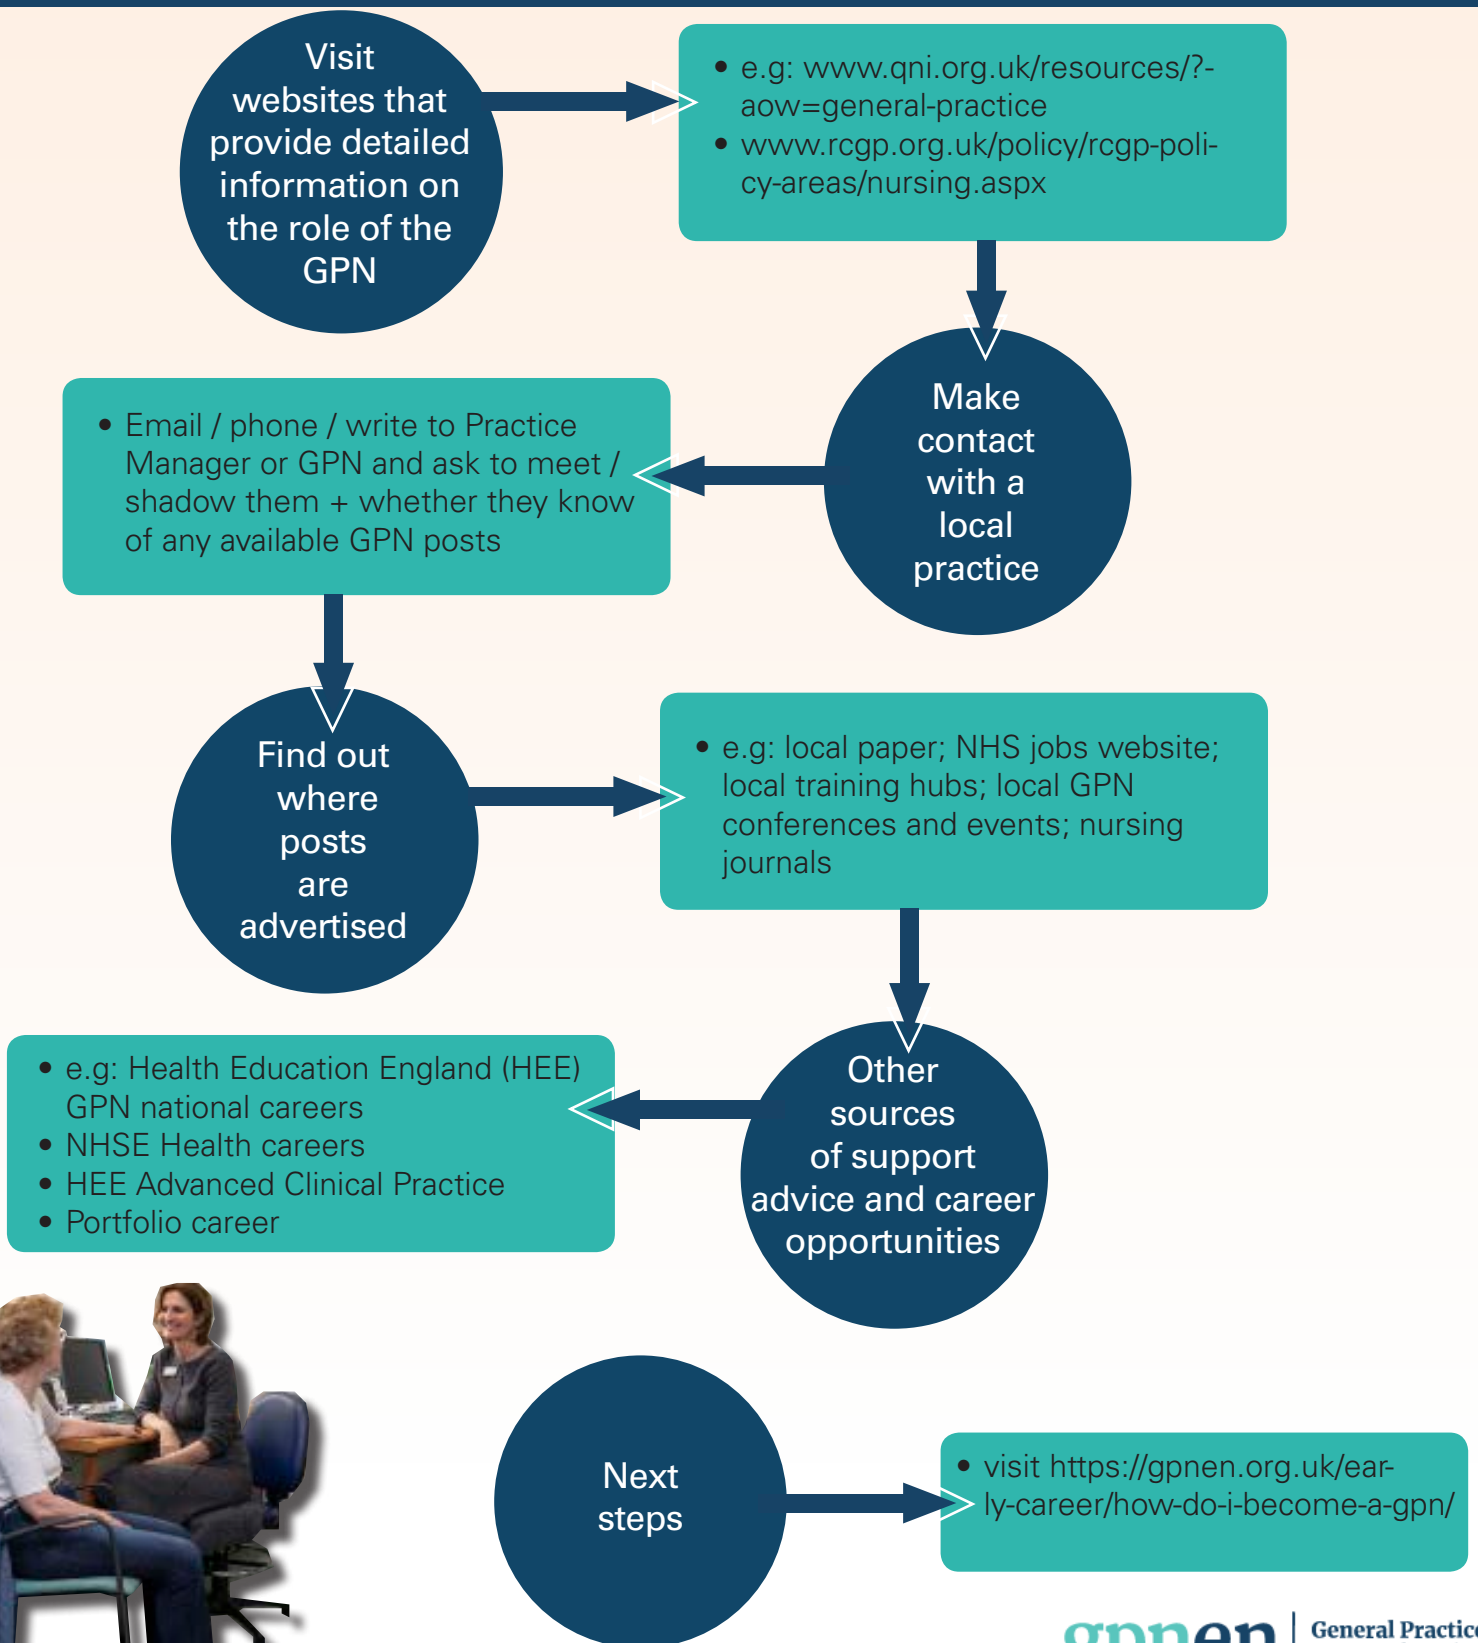 Visit
websites that
provide detailed
information on
the role of the
GPN
• e.g: www.qni.org.uk/resources/?-
aow=general-practice
• www.rcgp.org.uk/policy/rcgp-poli-
cy-areas/nursing.aspx
Make
contact
with a
local
practice
• Email / phone / write to Practice
Manager or GPN and ask to meet /
shadow them + whether they know
of any available GPN posts
Find out
where
posts
are
advertised
• e.g: local paper; NHS jobs website;
local training hubs; local GPN
conferences and events; nursing
journals
Other
sources
of support
advice and career
opportunities
• e.g: Health Education England (HEE)
GPN national careers
• NHSE Health careers
• HEE Advanced Clinical Practice
• Portfolio career
Next
steps
• visit https://gpnen.org.uk/ear-
ly-career/how-do-i-become-a-gpn/
gpnen
General Practice